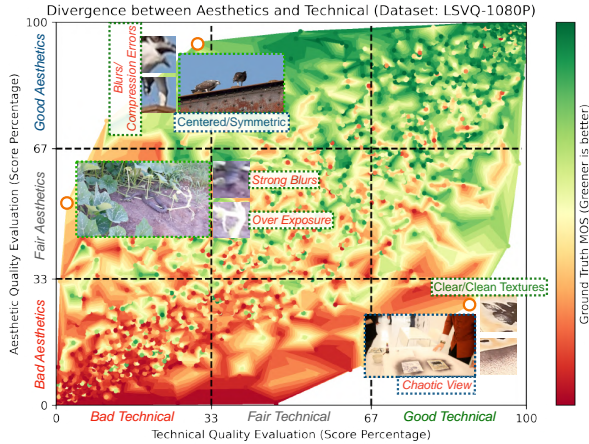 Divergence between Aesthetics and Technical (Dataset: LSVQ-1080P)
100
67
33
0
Aesthetic Quality Evaluation (Score Percentage)
Good Aesthetics
Fair Aesthetics
Bad Aesthetics
Blurs/
Compression Errors
Centered/Symmetric
Strong Blurs
Over Exposure
Clear/Clean Textures
Chaotic View
0
33
67
100
Bad Technical
Fair Technical
Good Technical
Technical Quality Evaluation (Score Percentage)
Ground Truth MOS (Greener is better)